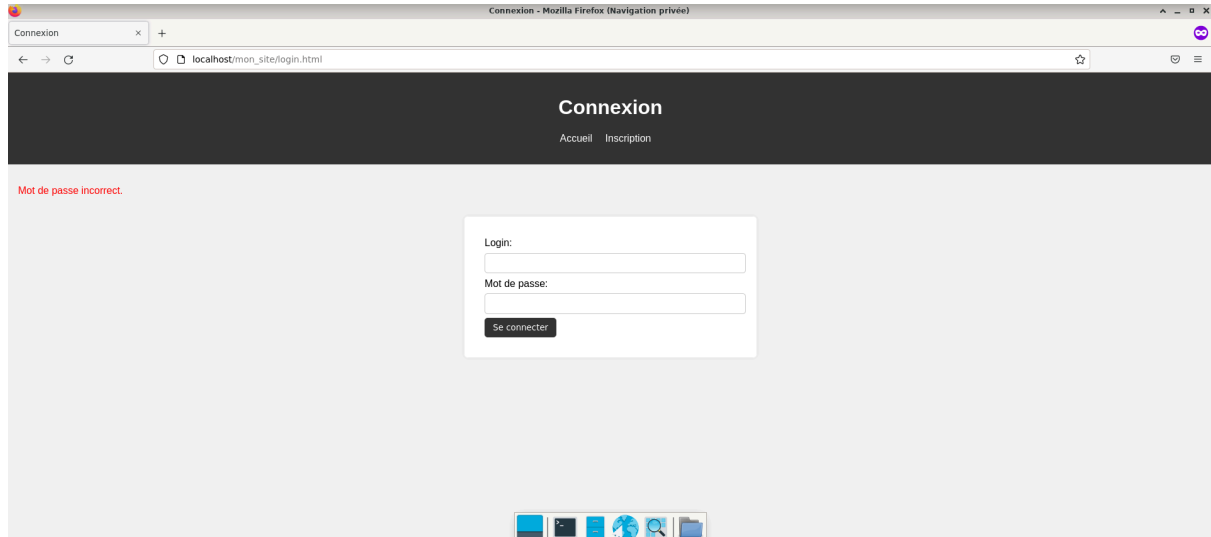 Connexion - Mozilla Firefox (Navigation privée)
Connexion
localhost/mon_site/login.html
Connexion
Accueil Inscription
Mot de passe incorrect.
Login:
Mot de passe:
Se connecter